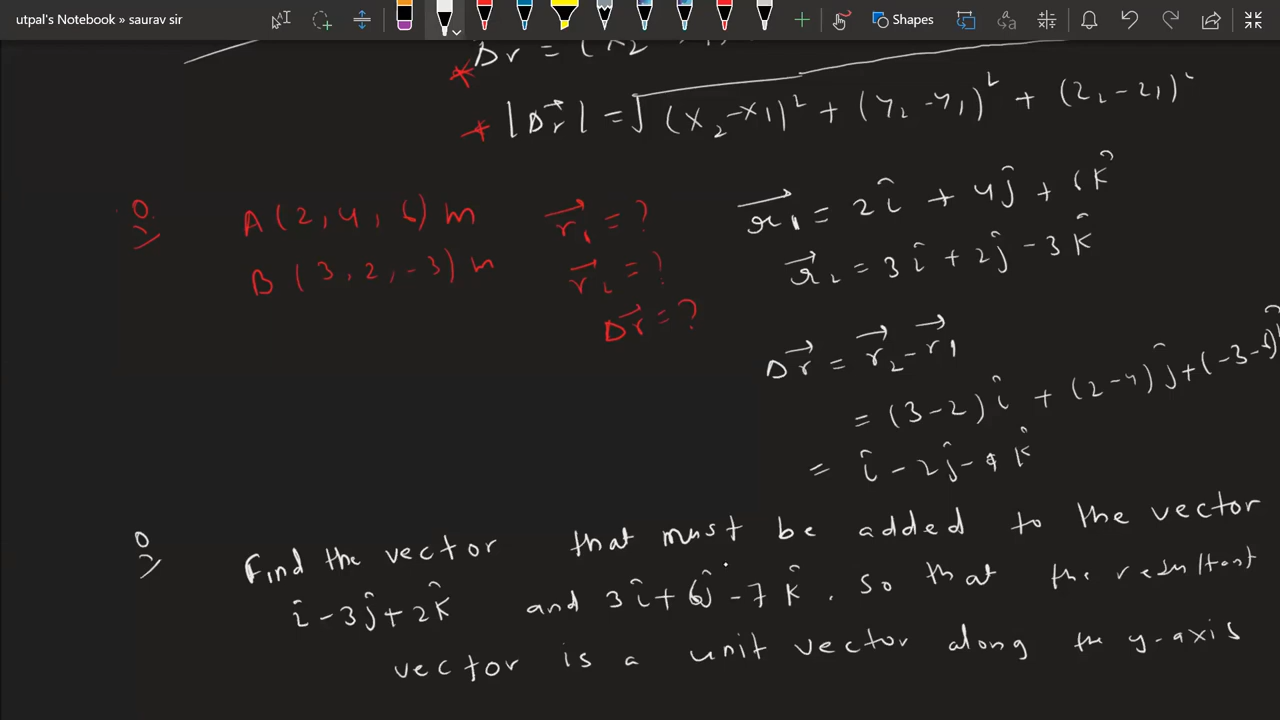 utpal's Notebook » saurav sir
Shapes
Δr = (x₂
* |Δr⃗| = √(x₂-x₁)² + (y₂-y₁)² + (z₂-z₁)²
Q. A(2, 4, 6) m r⃗₁ = ? r⃗₁ = 2î + 4ĵ + 6k̂
B(3, 2, -3) m r⃗₂ = ? r⃗₂ = 3î + 2ĵ - 3k̂
Δr⃗ = ?
Δr⃗ = r⃗₂ - r⃗₁
= (3-2)î + (2-4)ĵ + (-3-6)k̂
= î - 2ĵ - 9k̂
Q. Find the vector that must be added to the vector
î - 3ĵ + 2k̂ and 3î + 6ĵ - 7k̂. so that the resultant
vector is a unit vector along the y-axis